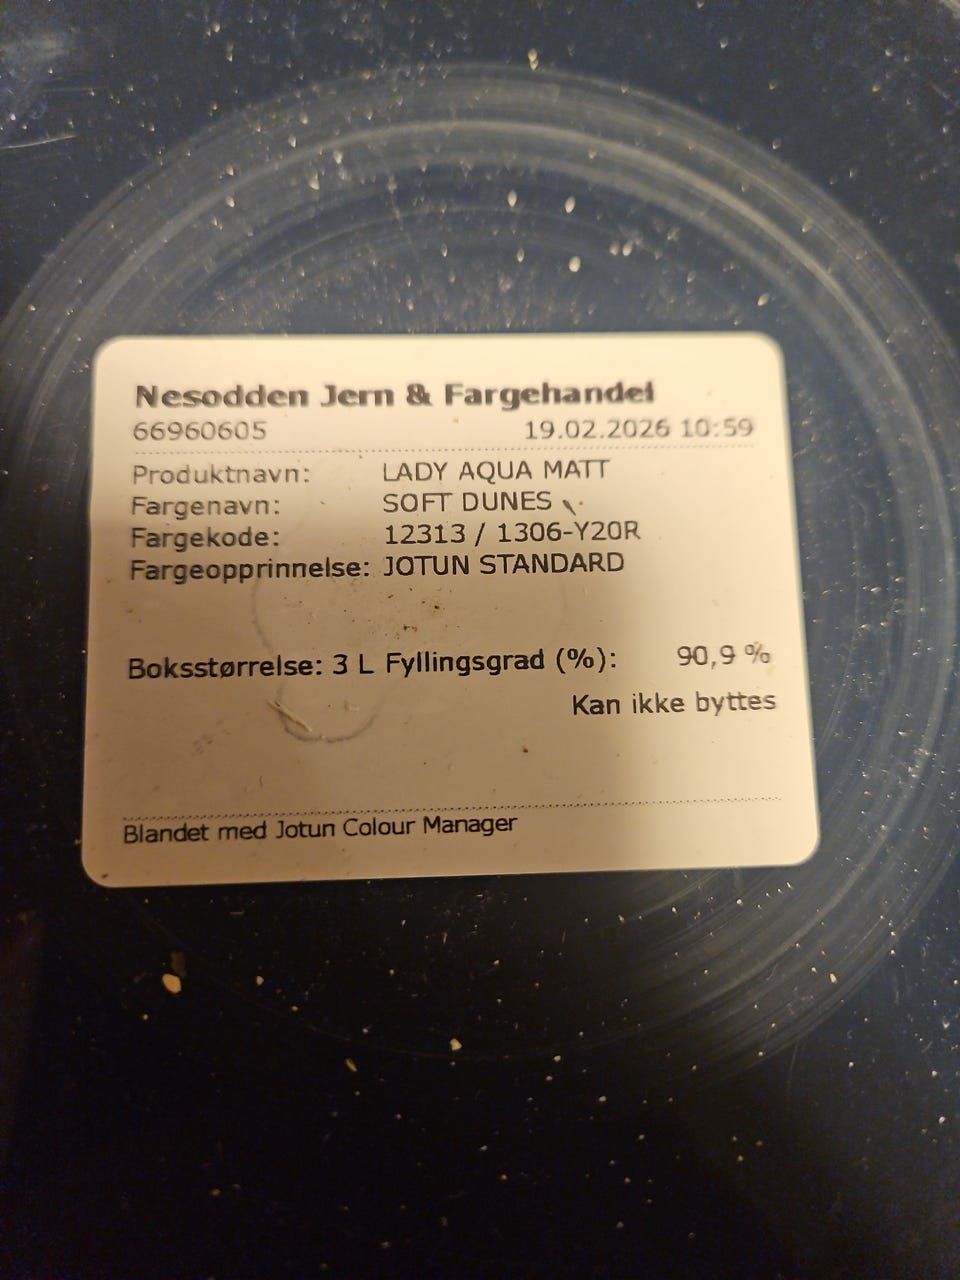 Nesodden Jern & Fargehandel
66960605 19.02.2026 10:59
Produktnavn: LADY AQUA MATT
Fargenavn: SOFT DUNES
Fargekode: 12313 / 1306-Y20R
Fargeopprinnelse: JOTUN STANDARD
Boksstørrelse: 3 L Fyllingsgrad (%): 90,9 %
Kan ikke byttes
Blandet med Jotun Colour Manager